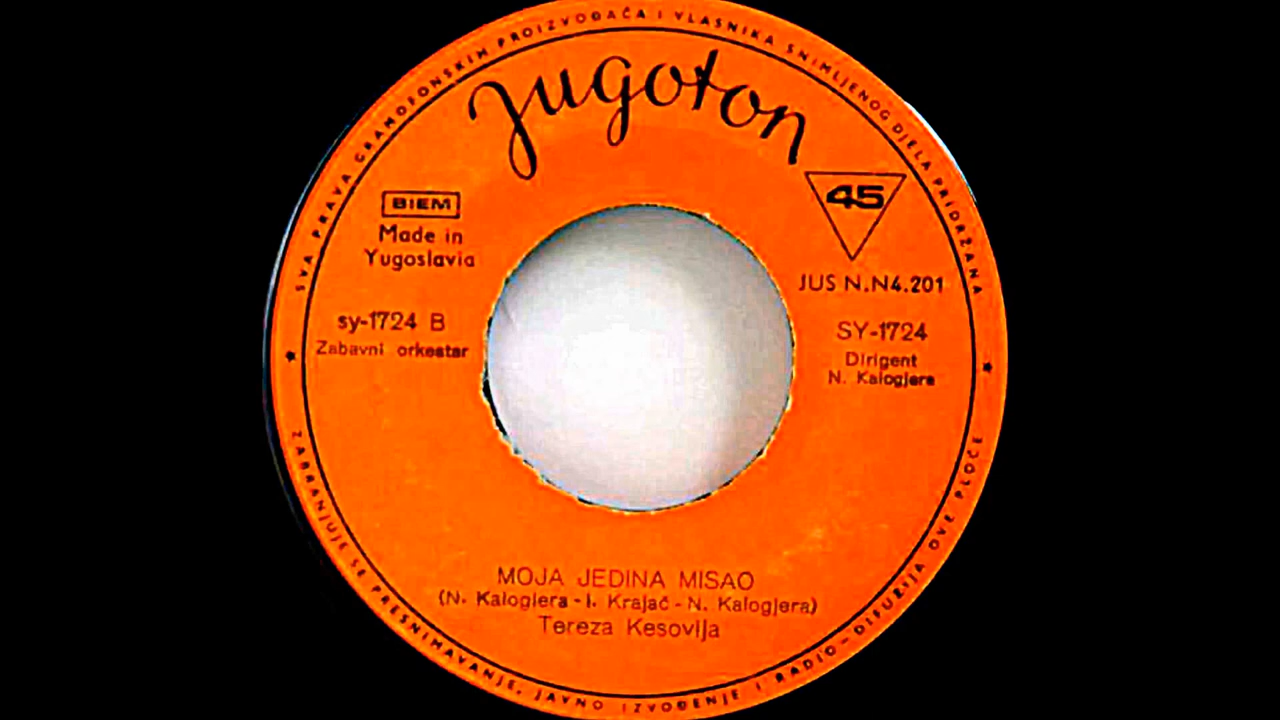 SVA PRAVA GRAMOFONSKIH PROIZVOĐAČA I VLASNIKA SNIMLJENOG DJELA PRIDRŽANA
Jugoton
45
BIEM
Made in
Yugoslavia
JUS N.N4.201
sy-1724 B
Zabavni orkestar
SY-1724
Dirigent
N. Kalogjera
MOJA JEDINA MISAO
(N. Kalogjera - I. Krajač - N. Kalogjera)
Tereza Kesovija
ZABRANJUJE SE PRESNIMAVANJE, JAVNO IZVOĐENJE I RADIO-DIFUZIJA OVE PLOČE